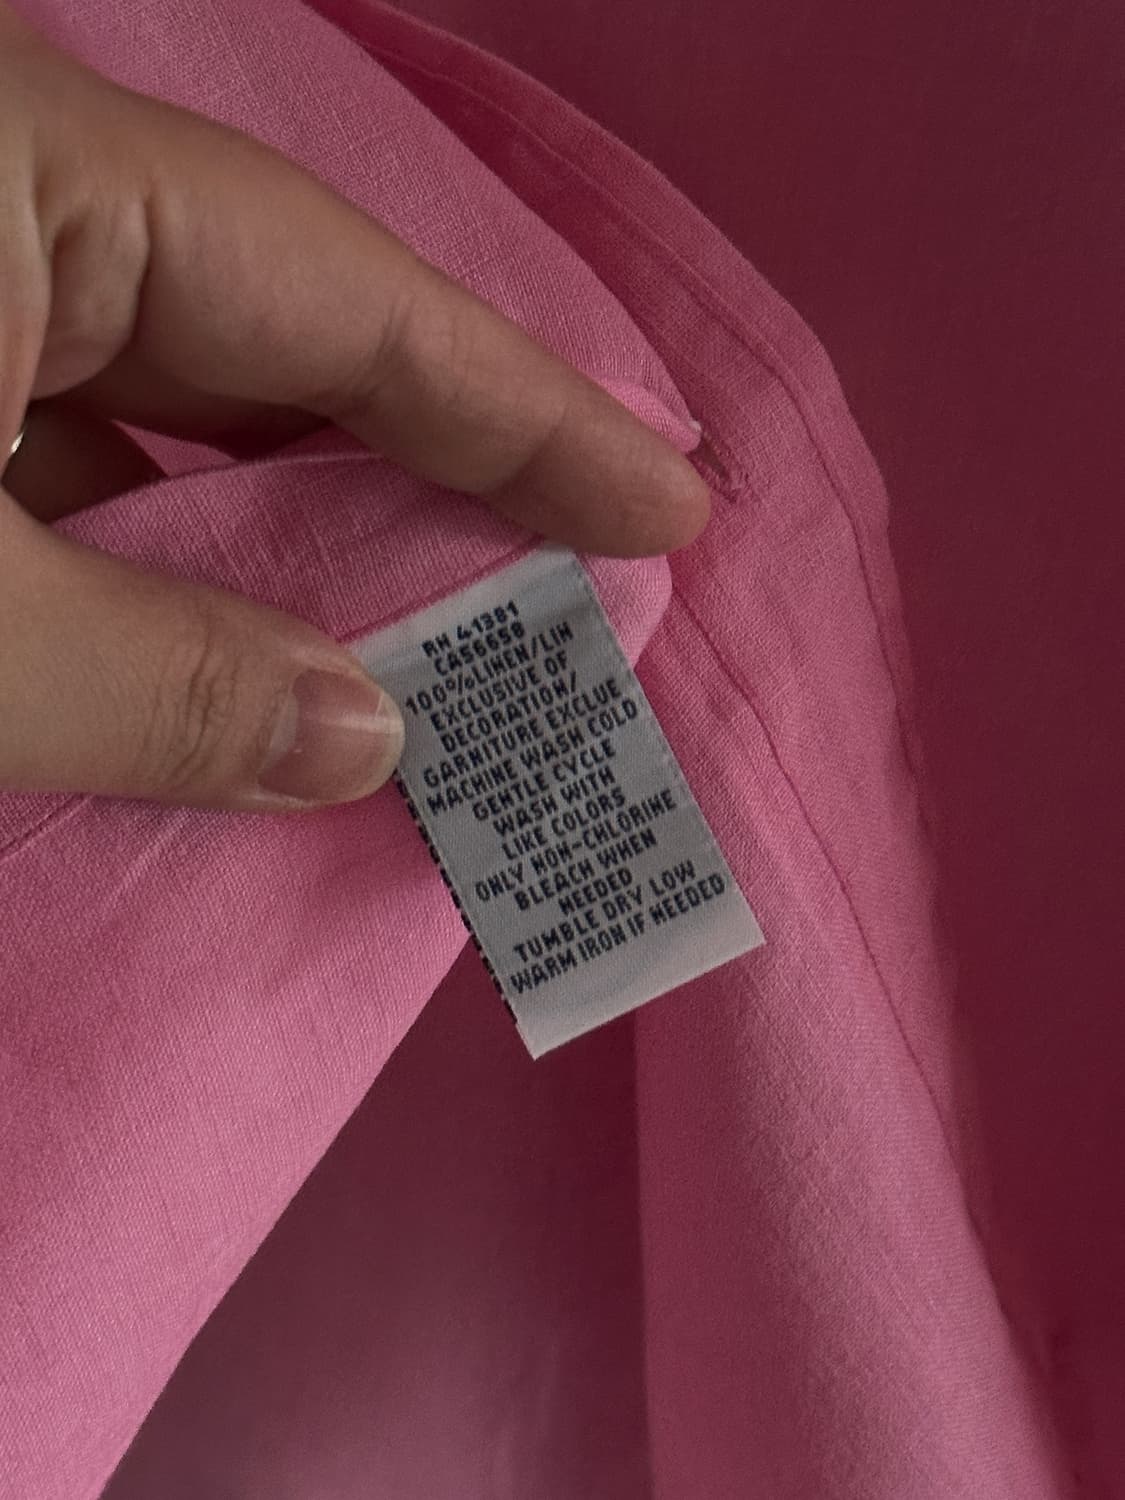 RN 41381
CA56658
100%LINEN/LIN
EXCLUSIVE OF
DECORATION/
GARNITURE EXCLUE
MACHINE WASH COLD
GENTLE CYCLE
WASH WITH
LIKE COLORS
ONLY NON-CHLORINE
BLEACH WHEN
NEEDED
TUMBLE DRY LOW
WARM IRON IF NEEDED